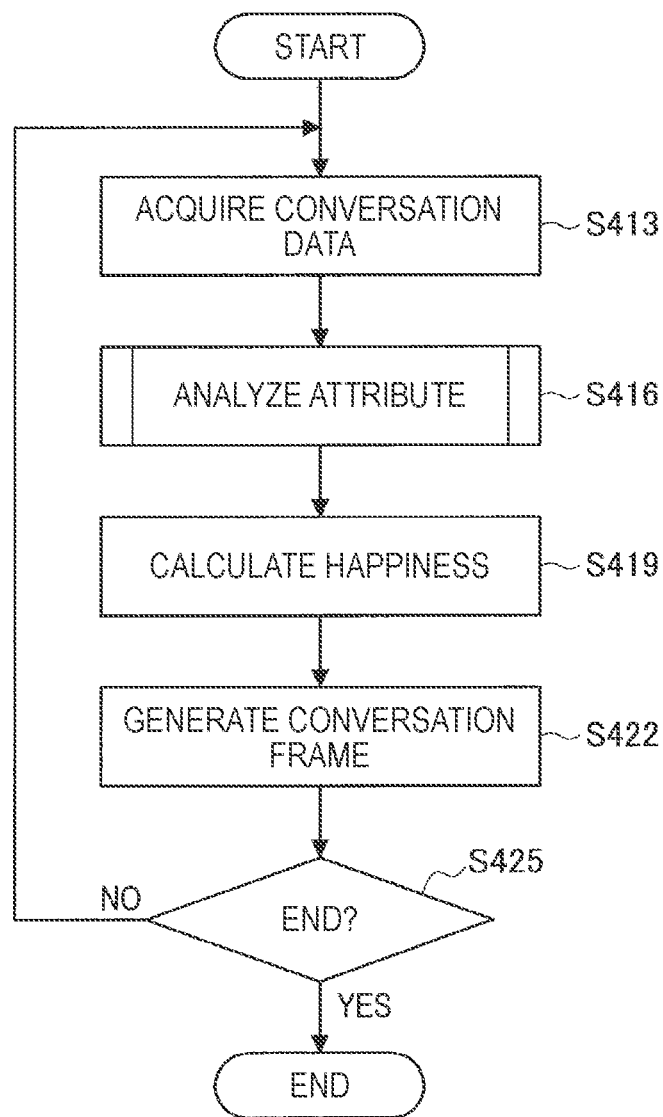 START
ACQUIRE CONVERSATION
DATA
S413
ANALYZE ATTRIBUTE
S416
CALCULATE HAPPINESS
S419
GENERATE CONVERSATION
FRAME
S422
S425
NO
END?
YES
END